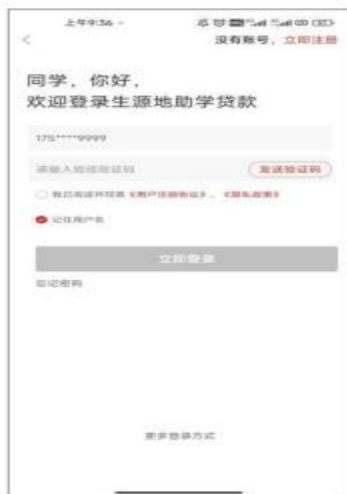 上午9:36
没有账号，立即注册
同学，你好，
欢迎登录生源地助学贷款
175****9999
请输入短信验证码 发送验证码
我已阅读并同意《用户注册协议》、《隐私政策》
记住用户名
立即登录
忘记密码
更多登录方式